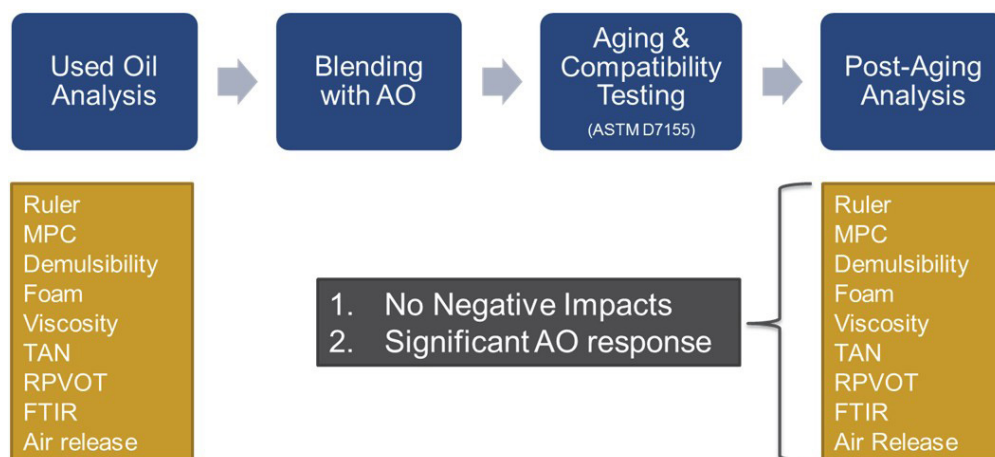 Used Oil
Analysis
Blending
with AO
Aging &
Compatibility
Testing
(ASTM D7155)
Post-Aging
Analysis
Ruler
MPC
Demulsibility
Foam
Viscosity
TAN
RPVOT
FTIR
Air release
1. No Negative Impacts
2. Significant AO response
Ruler
MPC
Demulsibility
Foam
Viscosity
TAN
RPVOT
FTIR
Air Release